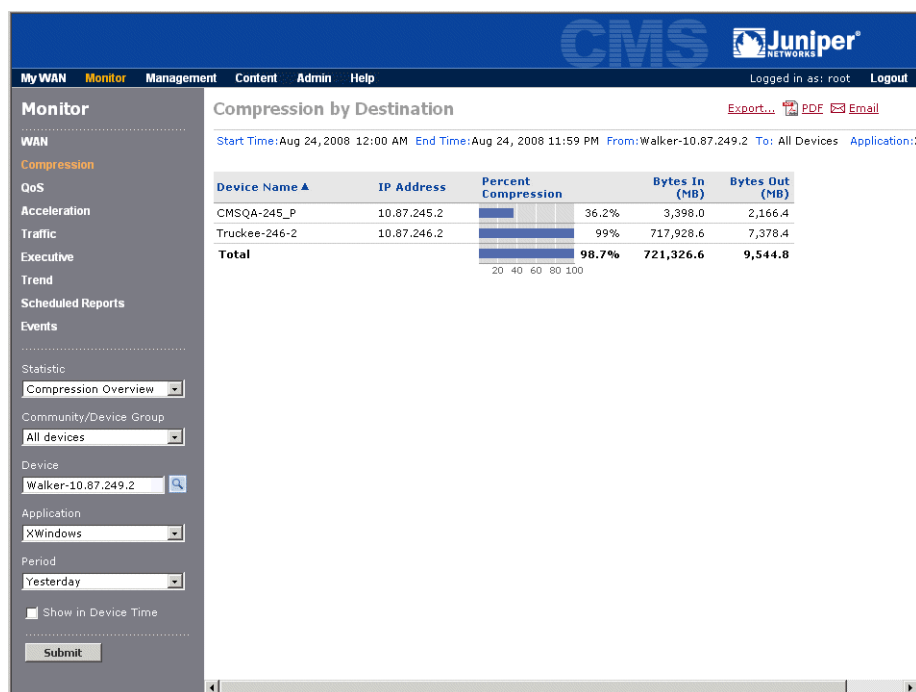 CMS
Juniper®
NETWORKS
My WAN Monitor Management Content Admin Help Logged in as: root Logout
Monitor
WAN
Compression
QoS
Acceleration
Traffic
Executive
Trend
Scheduled Reports
Events
Statistic
Compression Overview
Community/Device Group
All devices
Device
Walker-10.87.249.2
Application
XWindows
Period
Yesterday
Show in Device Time
Submit
Compression by Destination
Export... PDF Email
Start Time:Aug 24,2008 12:00 AM End Time:Aug 24,2008 11:59 PM From:Walker-10.87.249.2 To: All Devices Application:
Device Name IP Address Percent Compression Bytes In (MB) Bytes Out (MB)
CMSQA-245_P 10.87.245.2 36.2% 3,398.0 2,166.4
Truckee-246-2 10.87.246.2 99% 717,928.6 7,378.4
Total 98.7% 721,326.6 9,544.8
20 40 60 80 100